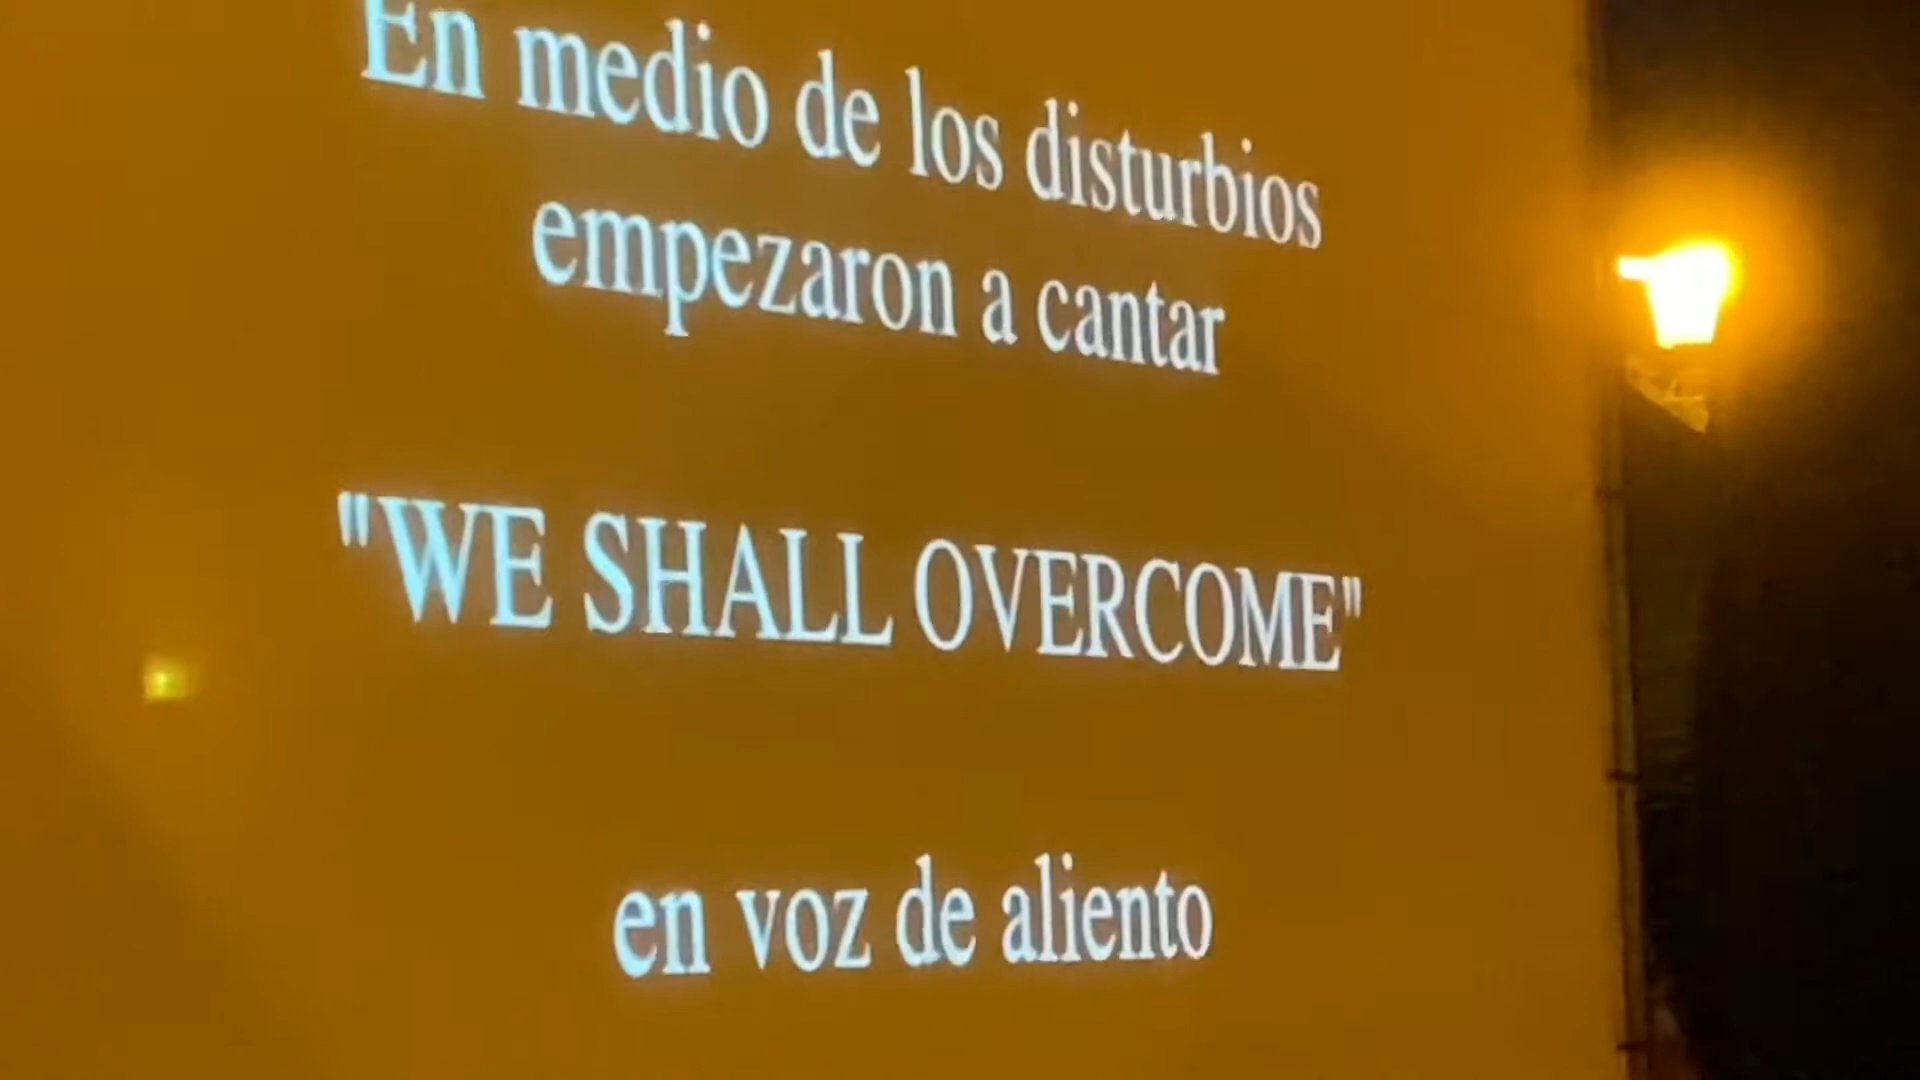 En medio de los disturbios
empezaron a cantar
"WE SHALL OVERCOME"
en voz de aliento